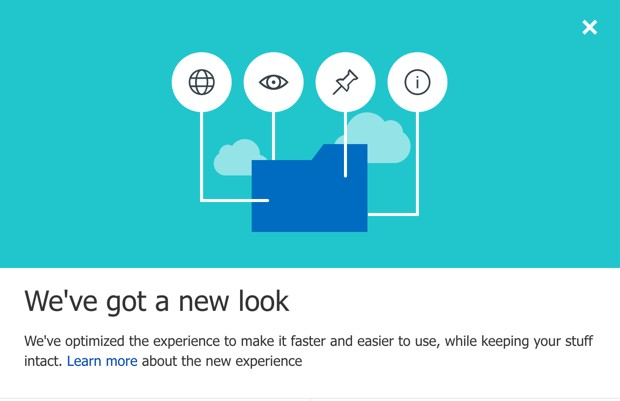 We've got a new look
We've optimized the experience to make it faster and easier to use, while keeping your stuff
intact. Learn more about the new experience